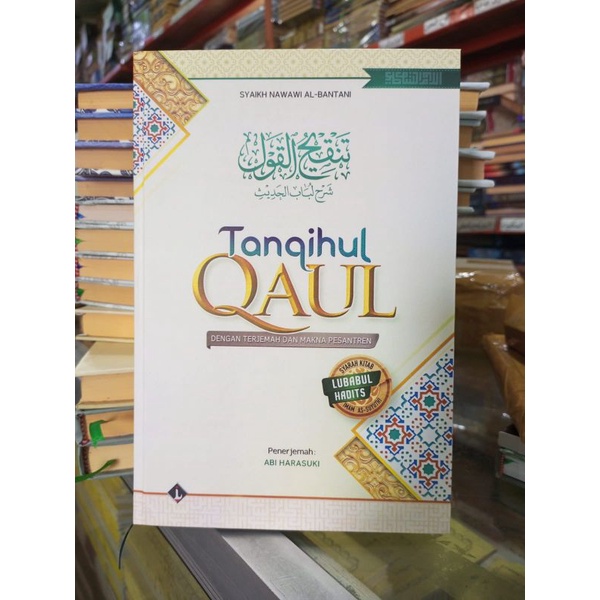 SYAIKH NAWAWI AL-BANTANI
تنقيح القول
شرح لباب الحديث
Tanqihul
QAUL
DENGAN TERJEMAH DAN MAKNA PESANTREN
SYARAH KITAB
LUBABUL
HADITS
IMAM AS-SUYUTHI
Penerjemah:
ABI HARASUKI